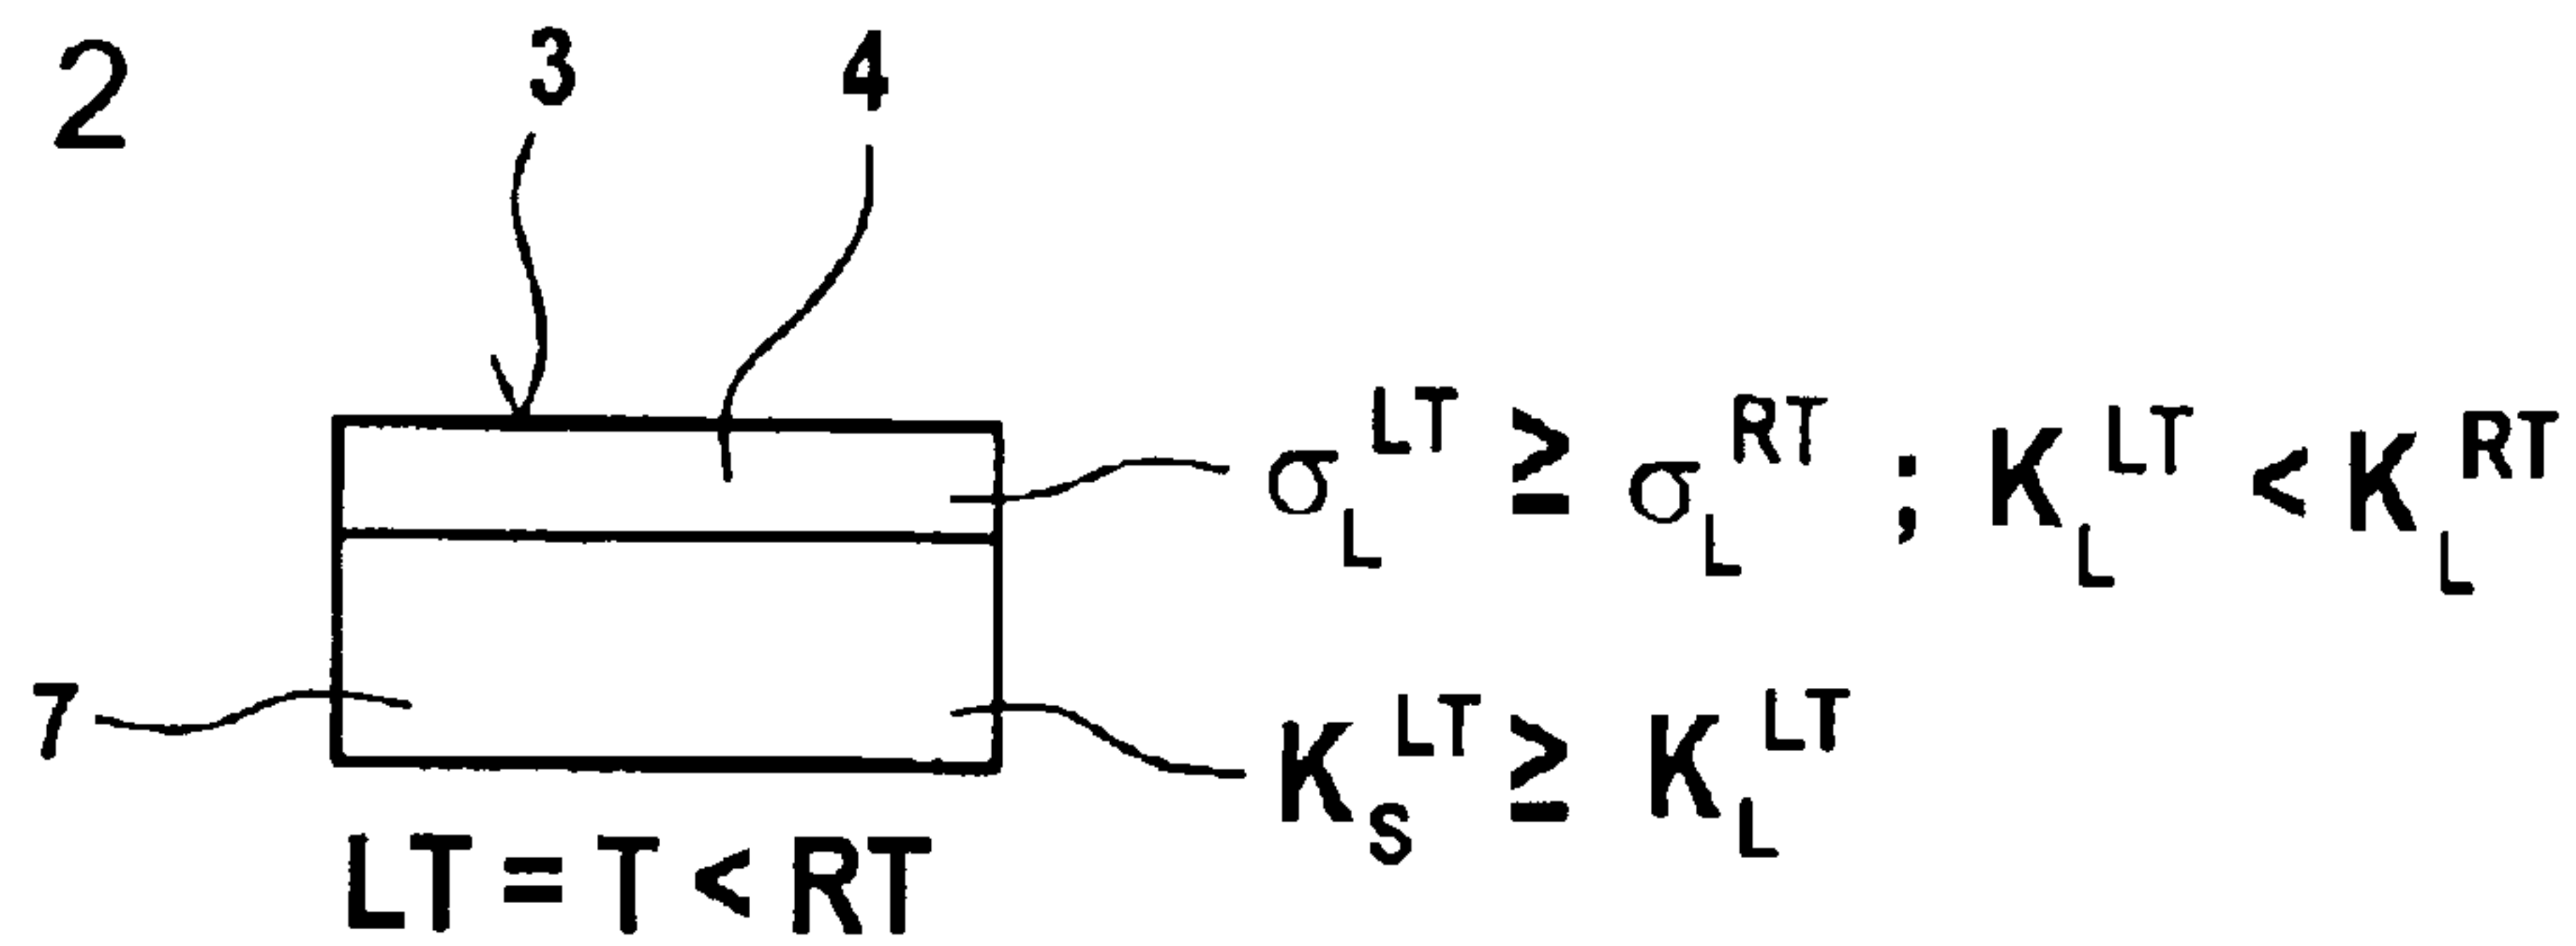 2 3 4
σ_L^LT ≧ σ_L^RT ; K_L^LT < K_L^RT
7 K_S^LT ≧ K_L^LT
LT = T < RT